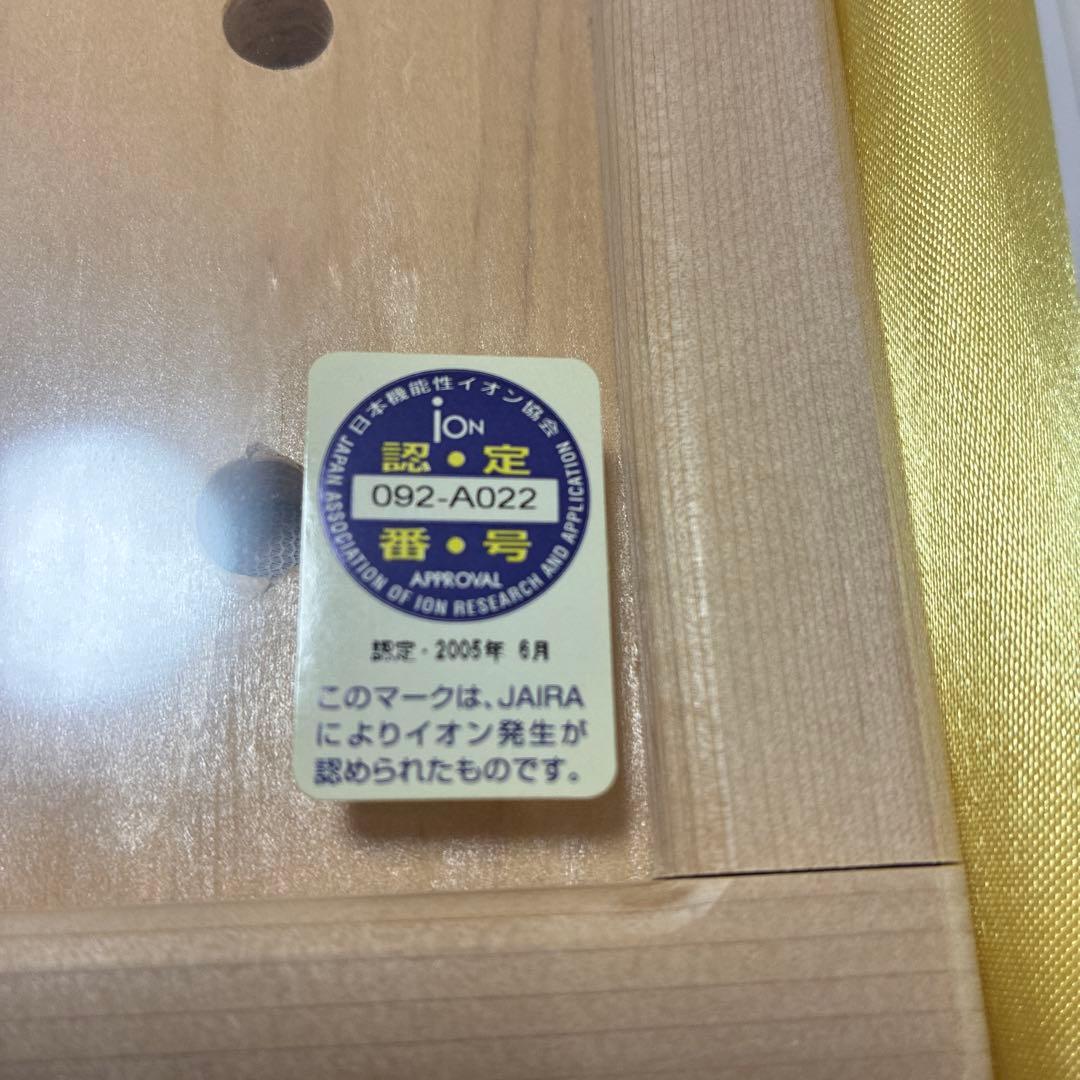 日本機能性イオン協会
iON
認・定
092-A022
番・号
APPROVAL
JAPAN ASSOCIATION OF ION RESEARCH AND APPLICATION
認定・2005年 6月
このマークは、JAIRA
によりイオン発生が
認められたものです。